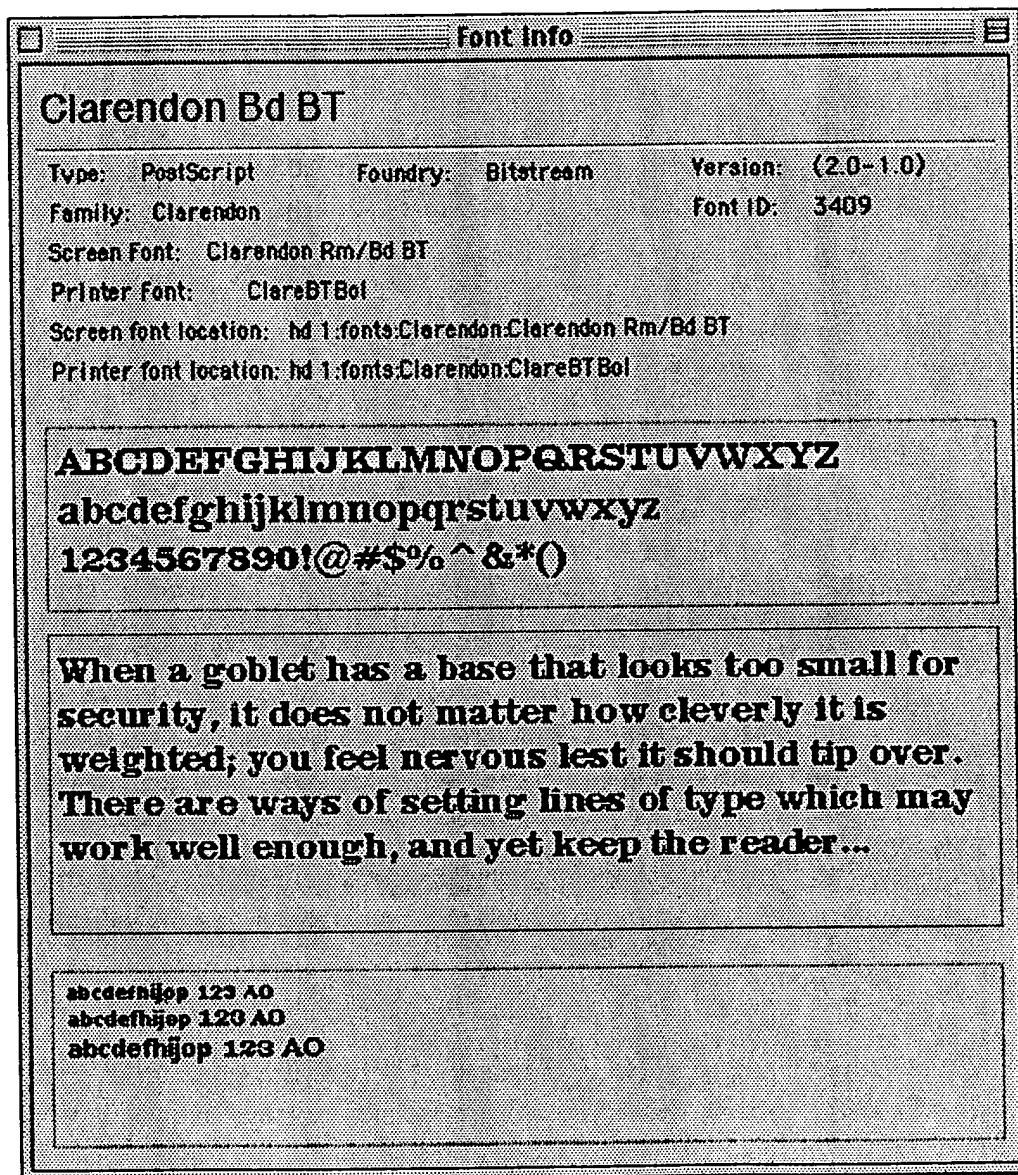 Font Info
Clarendon Bd BT
Type: PostScript Foundry: Bitstream Version: (2.0-1.0)
Family: Clarendon Font ID: 3409
Screen Font: Clarendon Rm/Bd BT
Printer Font: ClareBTBol
Screen font location: hd 1:fonts:Clarendon:Clarendon Rm/Bd BT
Printer font location: hd 1:fonts:Clarendon:ClareBTBol
ABCDEFGHIJKLMNOPQRSTUVWXYZ
abcdefghijklmnopqrstuvwxyz
1234567890!@#$%^&*()
When a goblet has a base that looks too small for
security, it does not matter how cleverly it is
weighted; you feel nervous lest it should tip over.
There are ways of setting lines of type which may
work well enough, and yet keep the reader...
abcdefhijop 123 AO
abcdefhijop 123 AO
abcdefhijop 123 AO